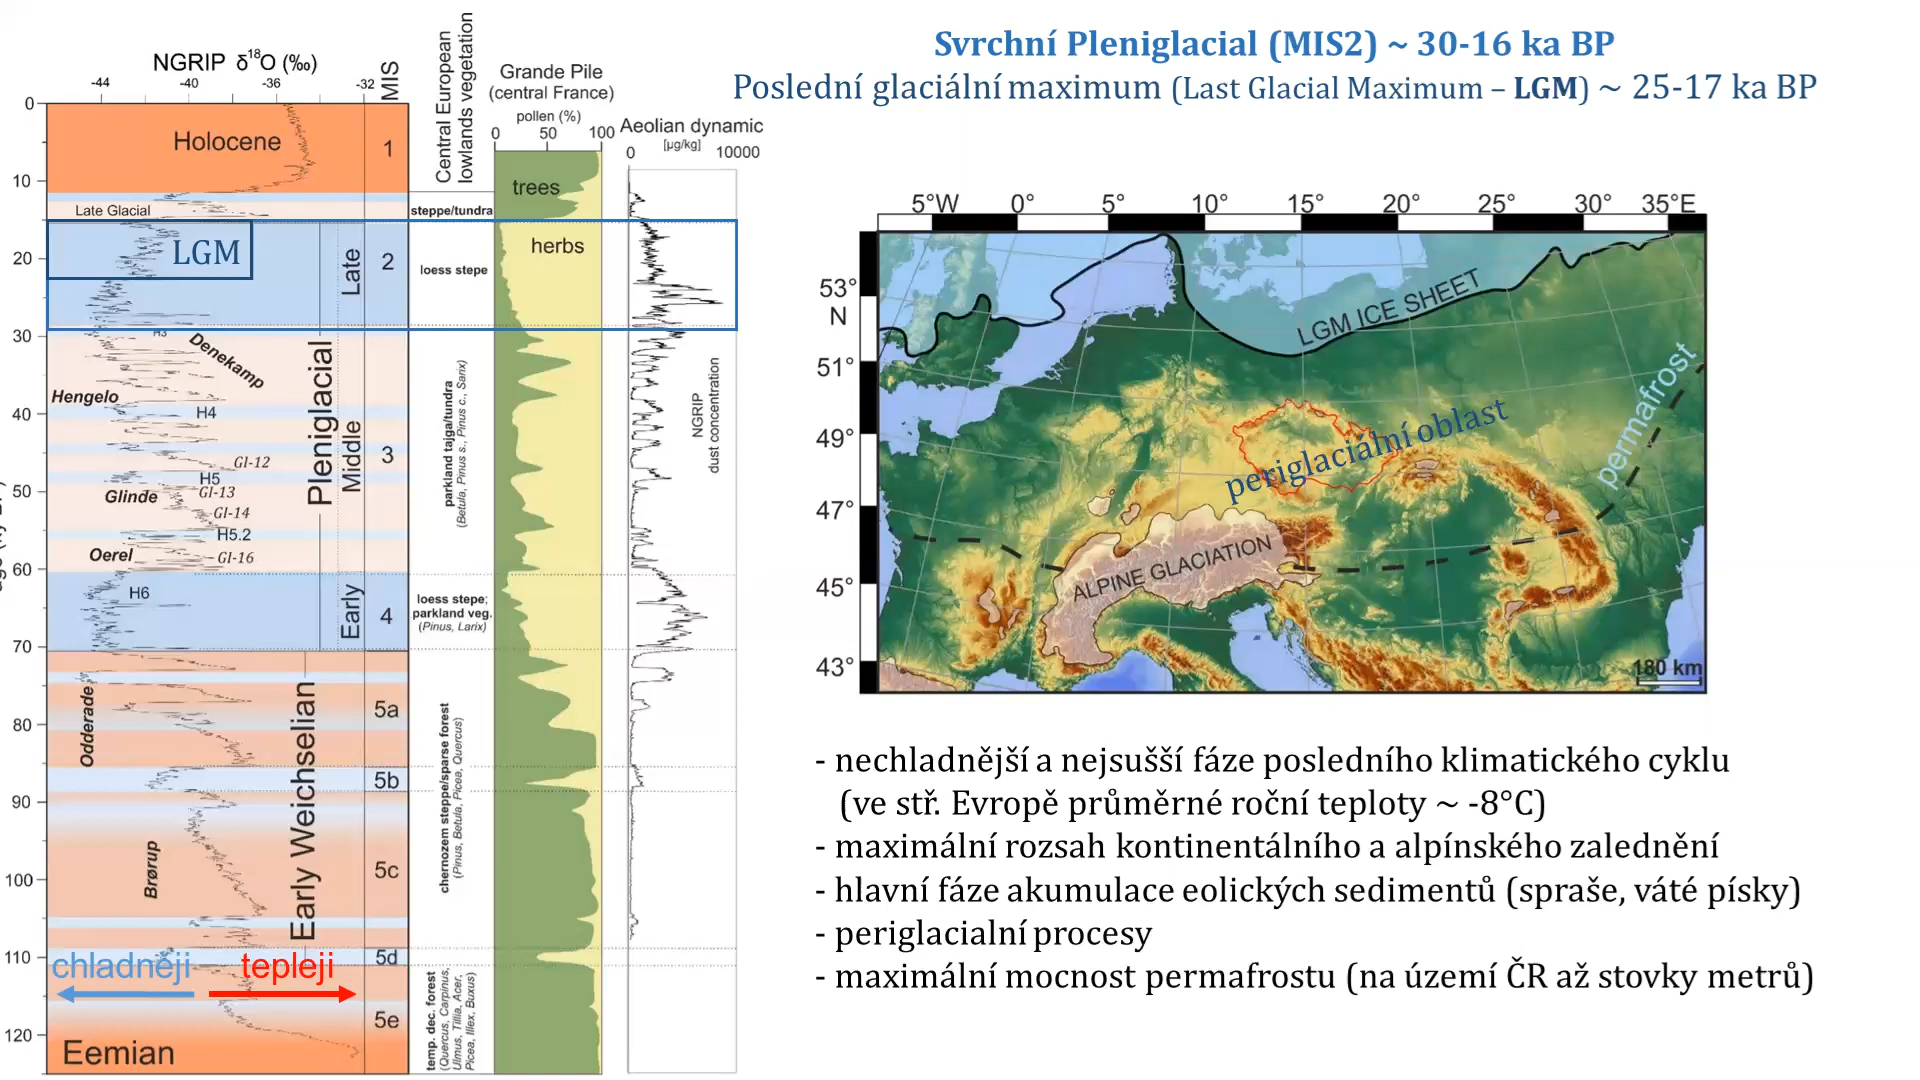 Svrchní Pleniglacial (MIS2) ~ 30-16 ka BP
Poslední glaciální maximum (Last Glacial Maximum – LGM) ~ 25-17 ka BP
NGRIP δ18O (‰)
-44 -40 -36 -32
MIS
Central European
lowlands vegetation
Grande Pile
(central France)
pollen (%)
0 50 100
Aeolian dynamic
[µg/kg]
0 10000
0
10
20
30
40
50
60
70
80
90
100
110
120
Holocene
1
Late Glacial
steppe/tundra
trees
herbs
LGM
Late
2
loess stepe
H3
Denekamp
Hengelo
H4
Pleniglacial
Middle
3
GI-12
H5
GI-13
Glinde
GI-14
H5.2
Oerel
GI-16
parkland tajga/tundra
(Betula, Pinus s., Pinus c., Sarix)
NGRIP
dust concentration
H6
Early
4
loess stepe;
parkland veg.
(Pinus, Larix)
Odderade
5a
5b
Early Weichselian
Brørup
5c
chernozem steppe/sparse forest
(Pinus, Betula, Picea, Quercus)
5d
chladněji
tepleji
5e
Eemian
temp. dec. forest
(Quercus, Carpinus,
Ulmus, Tillia, Acer,
Picea, Illex, Buxus)
5°W 0° 5° 10° 15° 20° 25° 30° 35°E
53°
N
51°
49°
47°
45°
43°
LGM ICE SHEET
permafrost
periglaciální oblast
ALPINE GLACIATION
180 km
- nechladnější a nejsušší fáze posledního klimatického cyklu
(ve stř. Evropě průměrné roční teploty ~ -8°C)
- maximální rozsah kontinentálního a alpínského zalednění
- hlavní fáze akumulace eolických sedimentů (spraše, váté písky)
- periglacialní procesy
- maximální mocnost permafrostu (na území ČR až stovky metrů)